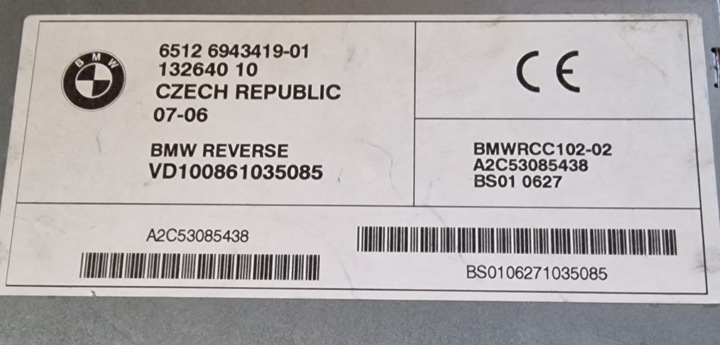 BMW
6512 6943419-01
132640 10
CZECH REPUBLIC
07-06
BMW REVERSE
VD100861035085
CE
BMWRCC102-02
A2C53085438
BS01 0627
A2C53085438
BS0106271035085